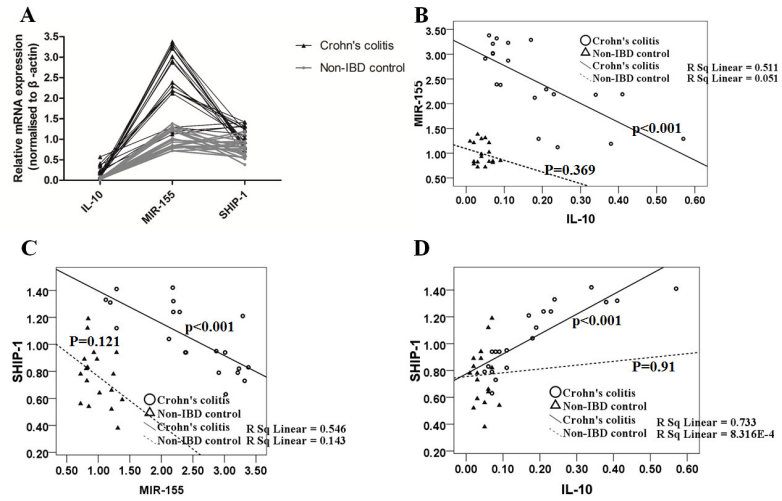 A
Relative mRNA expression
(normalised to β -actin)
3.5
3.0
2.5
2.0
1.5
1.0
0.5
0.0
IL-10
MIR-155
SHIP-1
Crohn's colitis
Non-IBD control
B
MIR-155
3.50
3.00
2.50
2.00
1.50
1.00
0.50
0.00
0.10
0.20
0.30
0.40
0.50
0.60
IL-10
Crohn's colitis
Non-IBD control
Crohn's colitis
Non-IBD control
R Sq Linear = 0.511
R Sq Linear = 0.051
p<0.001
P=0.369
C
SHIP-1
1.40
1.20
1.00
0.80
0.60
0.40
0.20
0.50
1.00
1.50
2.00
2.50
3.00
3.50
MIR-155
P=0.121
p<0.001
Crohn's colitis
Non-IBD control
Crohn's colitis
Non-IBD control
R Sq Linear = 0.546
R Sq Linear = 0.143
D
SHIP-1
1.40
1.20
1.00
0.80
0.60
0.40
0.20
0.00
0.10
0.20
0.30
0.40
0.50
0.60
IL-10
p<0.001
P=0.91
Crohn's colitis
Non-IBD control
Crohn's colitis
Non-IBD control
R Sq Linear = 0.733
R Sq Linear = 8.316E-4